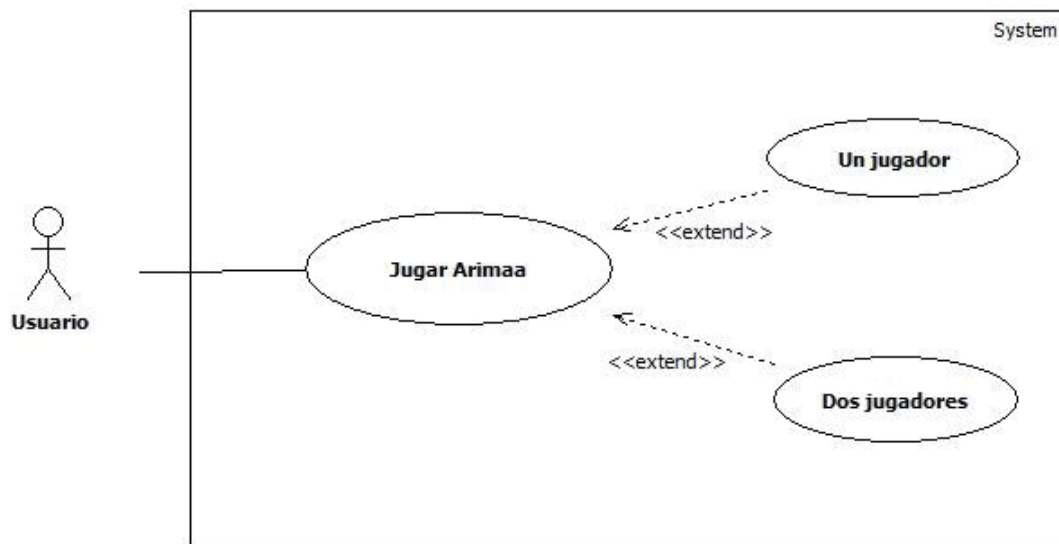 System
Un jugador
<<extend>>
Jugar Arimaa
Usuario
<<extend>>
Dos jugadores